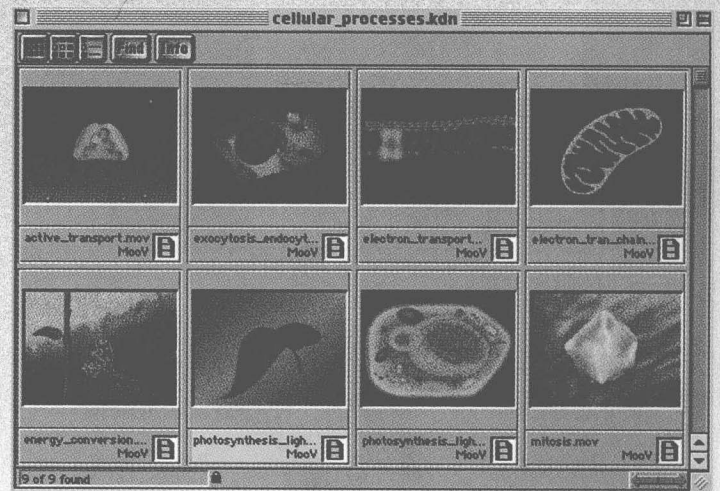 cellular_processes.kdn
Find Info
active_transport.mov
MooV
exocytosis_endocyt...
MooV
electron_transport...
MooV
electron_tran_chain...
MooV
energy_conversion....
MooV
photosynthesis_ligh...
MooV
photosynthesis_ligh...
MooV
mitosis.mov
MooV
9 of 9 found